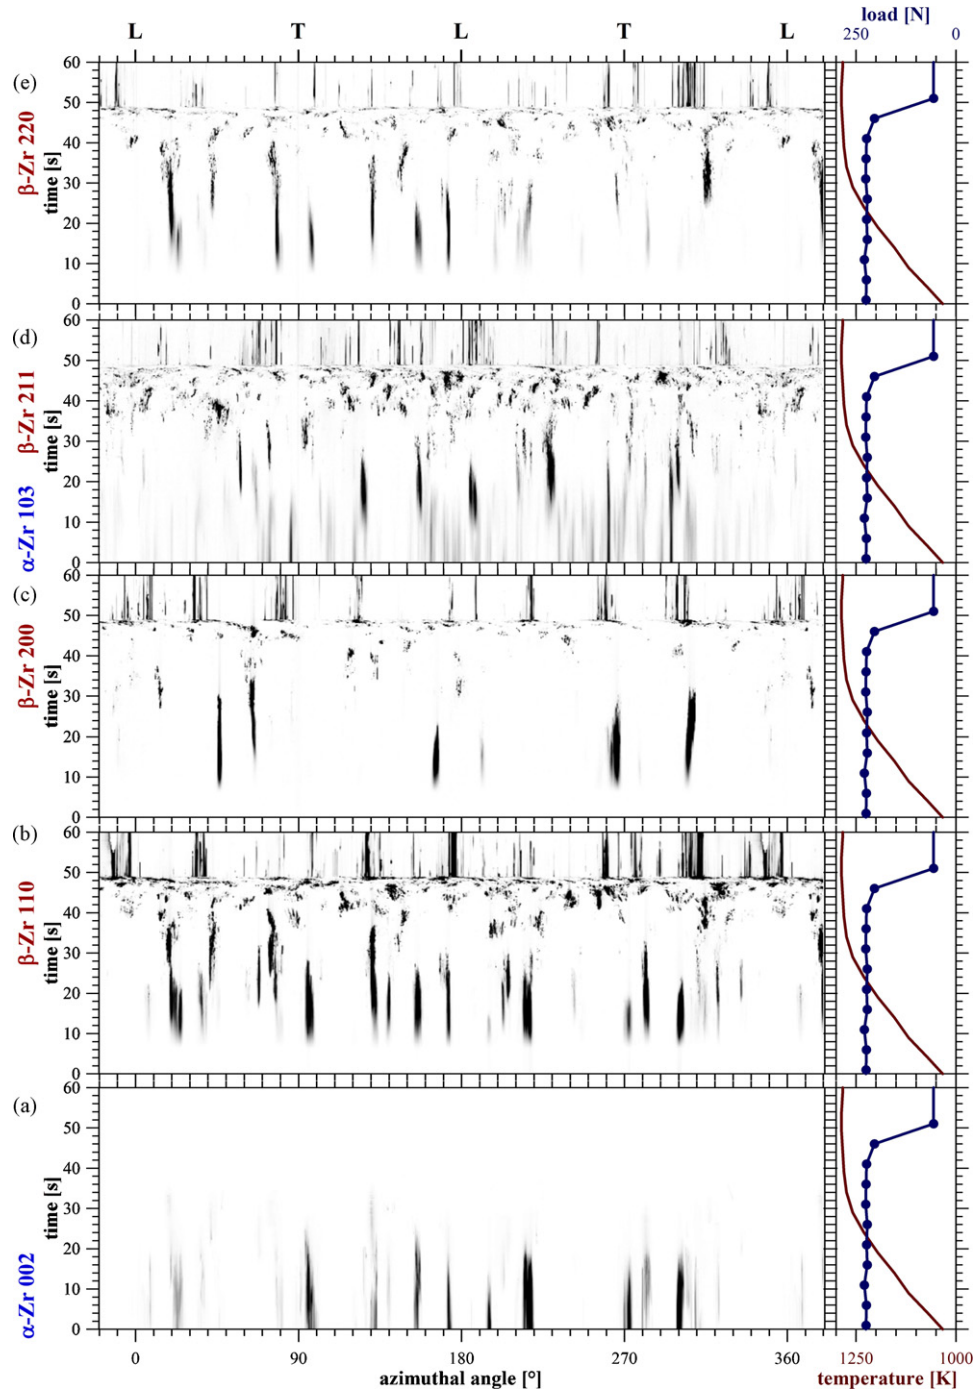 L T L T L
load [N]
250 0
(e)
β-Zr 220
time [s]
60
50
40
30
20
10
0
(d)
β-Zr 211
α-Zr 103
time [s]
60
50
40
30
20
10
0
(c)
β-Zr 200
time [s]
60
50
40
30
20
10
0
(b)
β-Zr 110
time [s]
60
50
40
30
20
10
0
(a)
α-Zr 002
time [s]
60
50
40
30
20
10
0
0 90 180 270 360
azimuthal angle [°]
1250 1000
temperature [K]